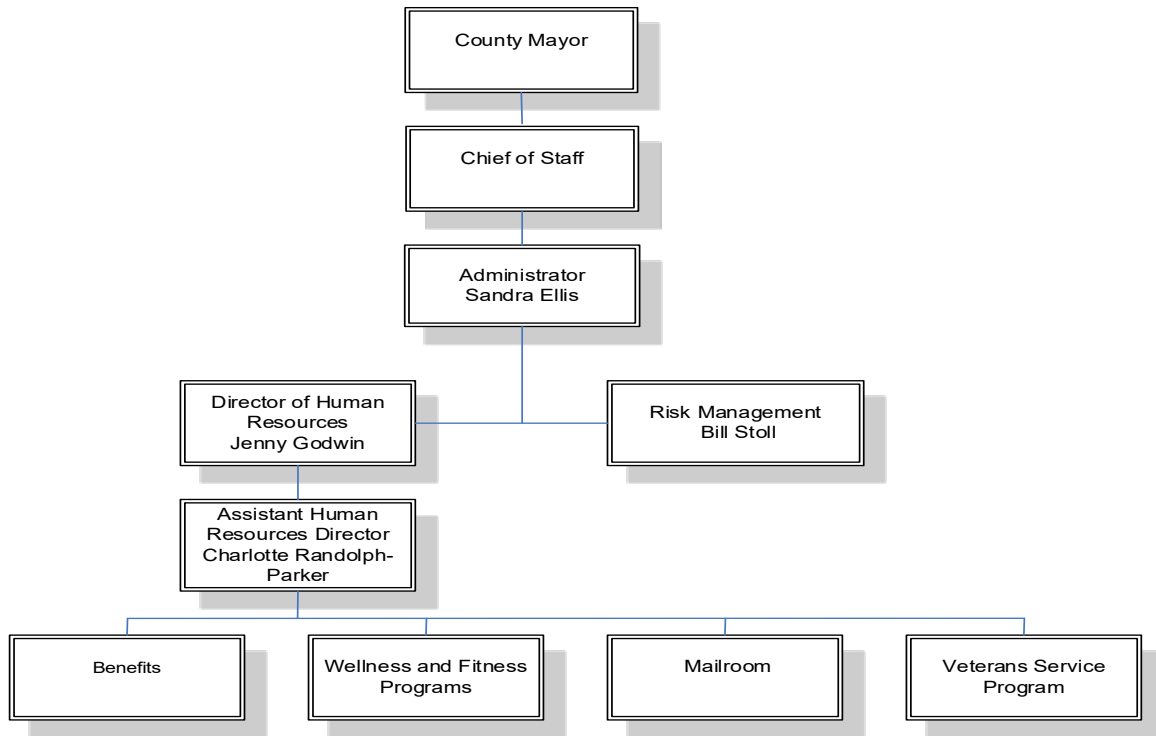 County Mayor
Chief of Staff
Administrator
Sandra Ellis
Director of Human
Resources
Jenny Godwin
Risk Management
Bill Stoll
Assistant Human
Resources Director
Charlotte Randolph-
Parker
Benefits
Wellness and Fitness
Programs
Mailroom
Veterans Service
Program